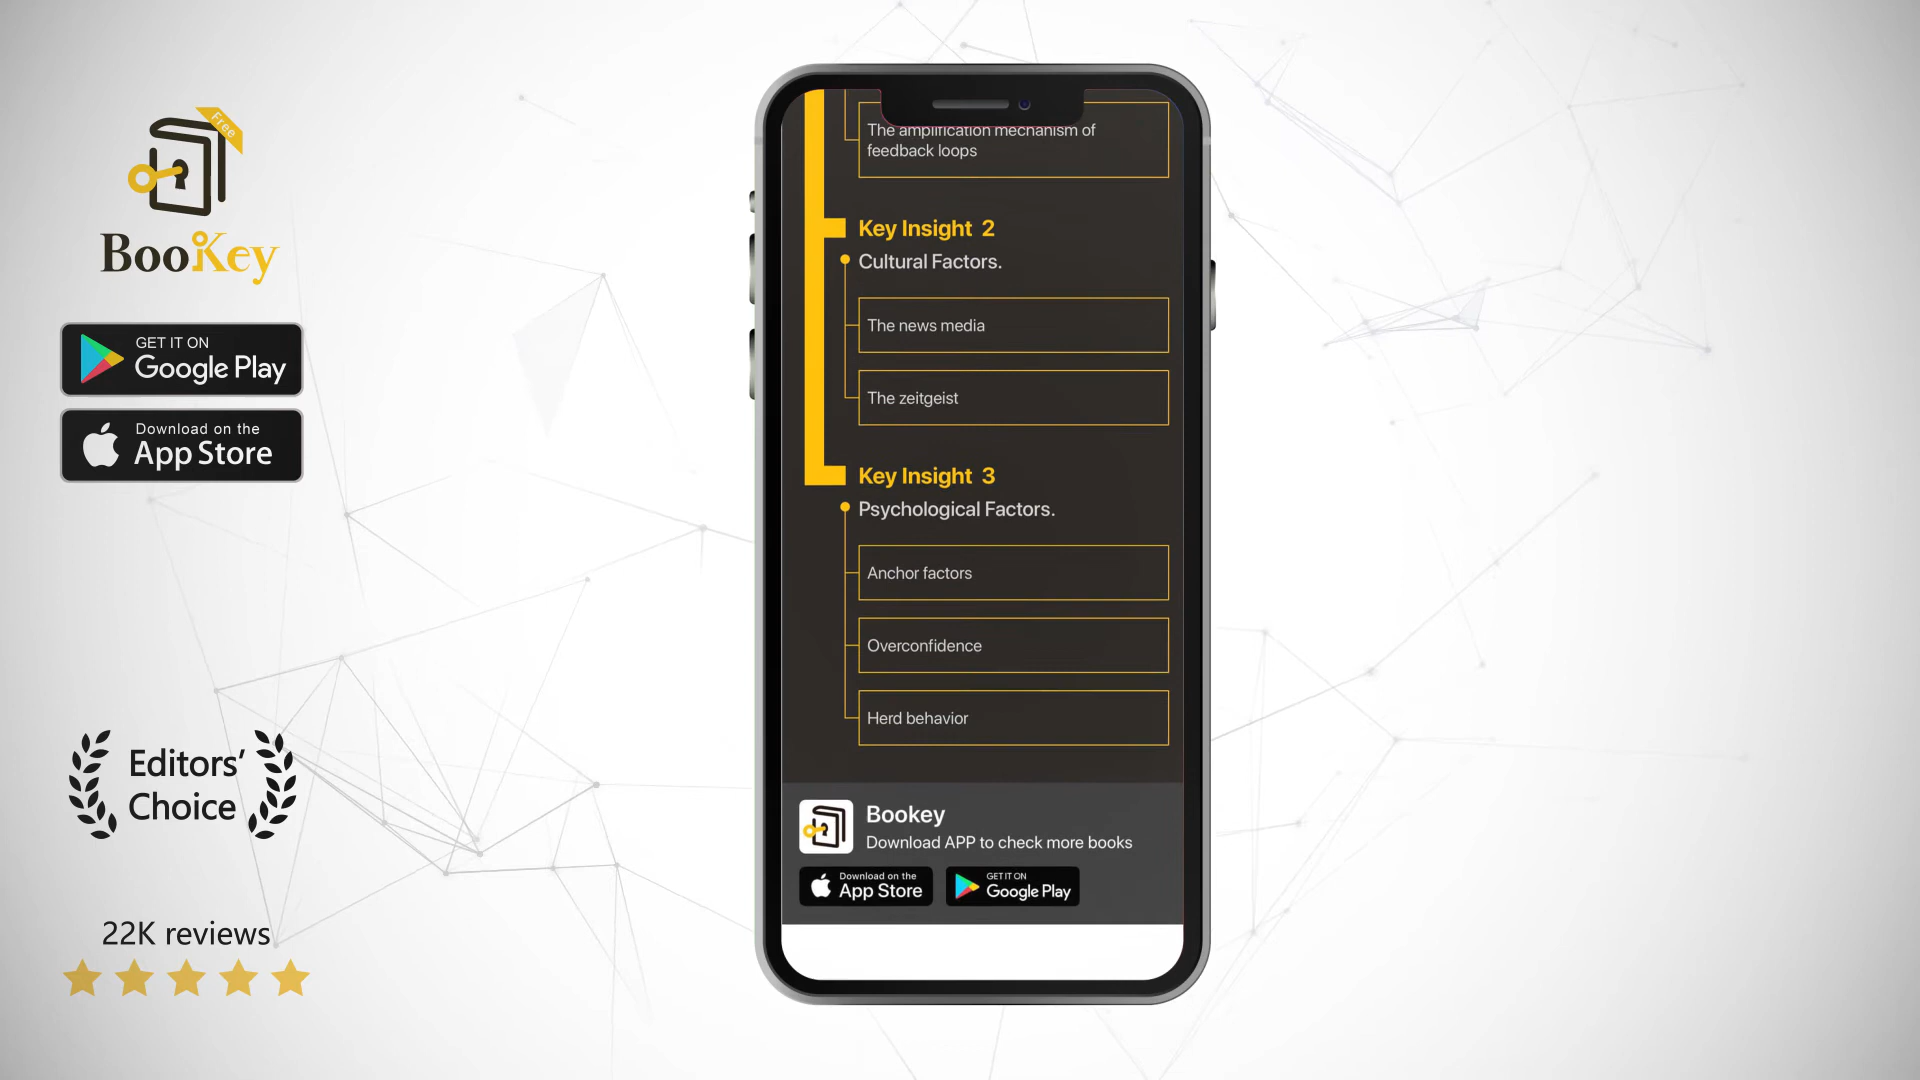 Free
BooKey
GET IT ON
Google Play
Download on the
App Store
Editors’
Choice
22K reviews
The amplification mechanism of
feedback loops
Key Insight 2
Cultural Factors.
The news media
The zeitgeist
Key Insight 3
Psychological Factors.
Anchor factors
Overconfidence
Herd behavior
Bookey
Download APP to check more books
Download on the
App Store
GET IT ON
Google Play